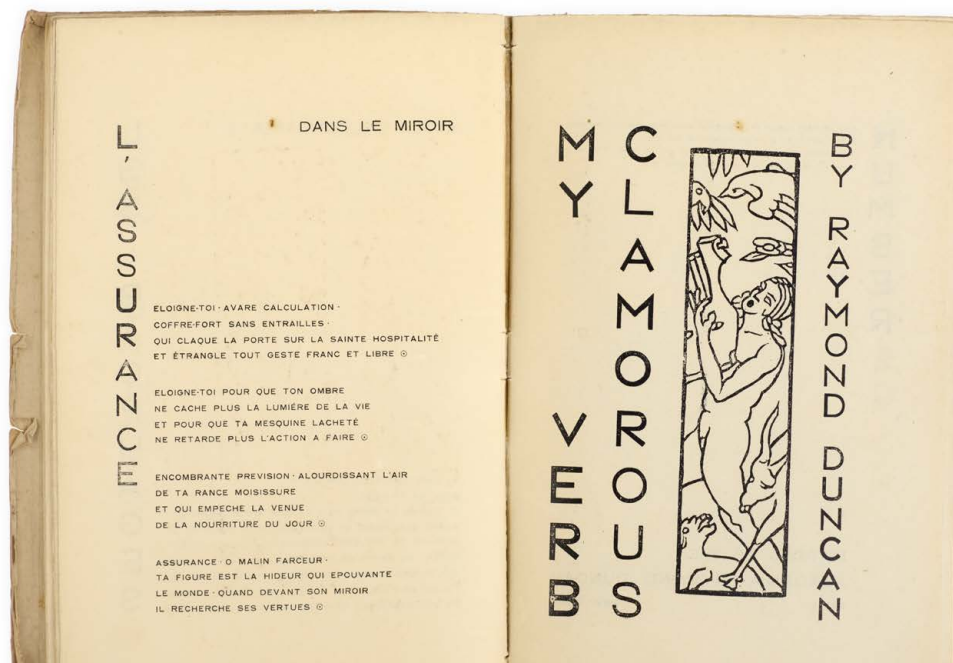 DANS LE MIROIR
L'ASSURANCE
ELOIGNE-TOI · AVARE CALCULATION ·
COFFRE-FORT SANS ENTRAILLES ·
QUI CLAQUE LA PORTE SUR LA SAINTE HOSPITALITÉ
ET ÉTRANGLE TOUT GESTE FRANC ET LIBRE ⊙
ELOIGNE-TOI POUR QUE TON OMBRE
NE CACHE PLUS LA LUMIÉRE DE LA VIE
ET POUR QUE TA MESQUINE LACHETÉ
NE RETARDE PLUS L'ACTION A FAIRE ⊙
ENCOMBRANTE PREVISION · ALOURDISSANT L'AIR
DE TA RANCE MOISISSURE
ET QUI EMPECHE LA VENUE
DE LA NOURRITURE DU JOUR ⊙
ASSURANCE · O MALIN FARCEUR ·
TA FIGURE EST LA HIDEUR QUI EPOUVANTE
LE MONDE · QUAND DEVANT SON MIROIR
IL RECHERCHE SES VERTUES ⊙
MY VERB
CLAMOROUS
BY RAYMOND DUNCAN